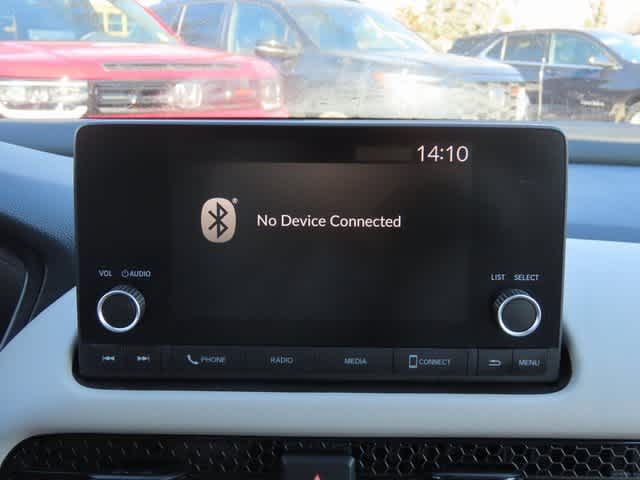 14:10
®
No Device Connected
VOL AUDIO
LIST SELECT
PHONE RADIO MEDIA CONNECT MENU